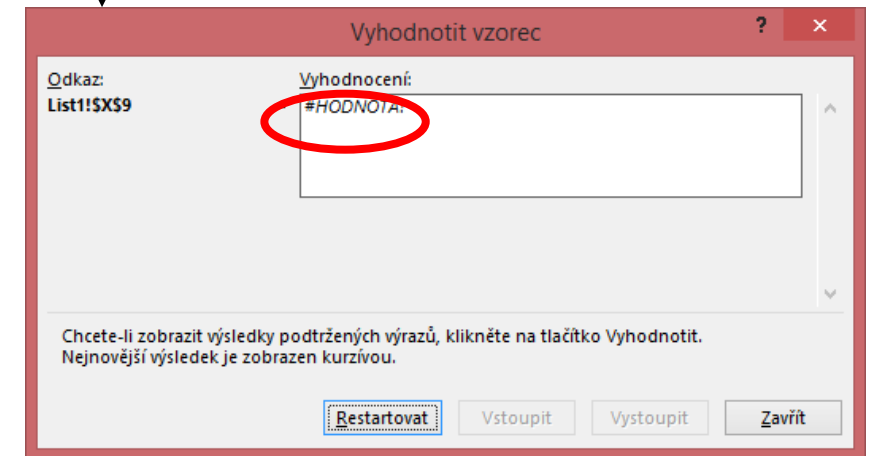 Vyhodnotit vzorec
? ×
Odkaz:
Vyhodnocení:
List1!$X$9
#HODNOTA!
Chcete-li zobrazit výsledky podtržených výrazů, klikněte na tlačítko Vyhodnotit.
Nejnovější výsledek je zobrazen kurzívou.
Restartovat
Vstoupit
Vystoupit
Zavřít